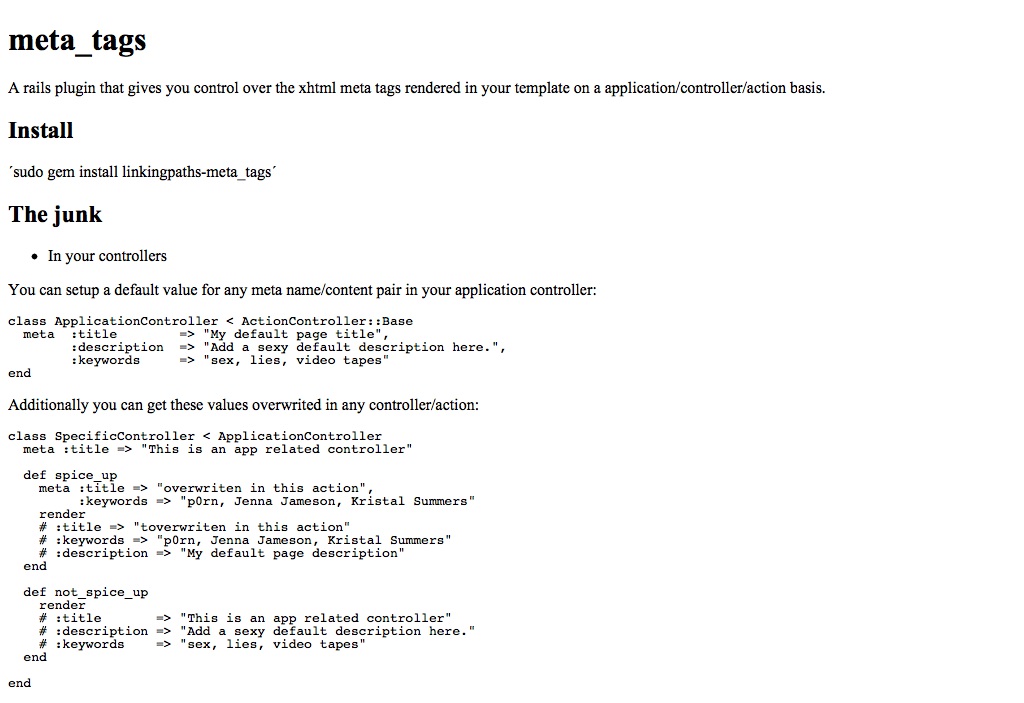 meta_tags
A rails plugin that gives you control over the xhtml meta tags rendered in your template on a application/controller/action basis.
Install
´sudo gem install linkingpaths-meta_tags´
The junk
• In your controllers
You can setup a default value for any meta name/content pair in your application controller:
class ApplicationController < ActionController::Base
  meta  :title        => "My default page title",
        :description  => "Add a sexy default description here.",
        :keywords     => "sex, lies, video tapes"
end
Additionally you can get these values overwrited in any controller/action:
class SpecificController < ApplicationController
  meta :title => "This is an app related controller"
  def spice_up
    meta :title => "overwriten in this action",
         :keywords => "p0rn, Jenna Jameson, Kristal Summers"
    render
    # :title => "toverwriten in this action"
    # :keywords => "p0rn, Jenna Jameson, Kristal Summers"
    # :description => "My default page description"
  end
  def not_spice_up
    render
    # :title       => "This is an app related controller"
    # :description => "Add a sexy default description here."
    # :keywords    => "sex, lies, video tapes"
  end
end